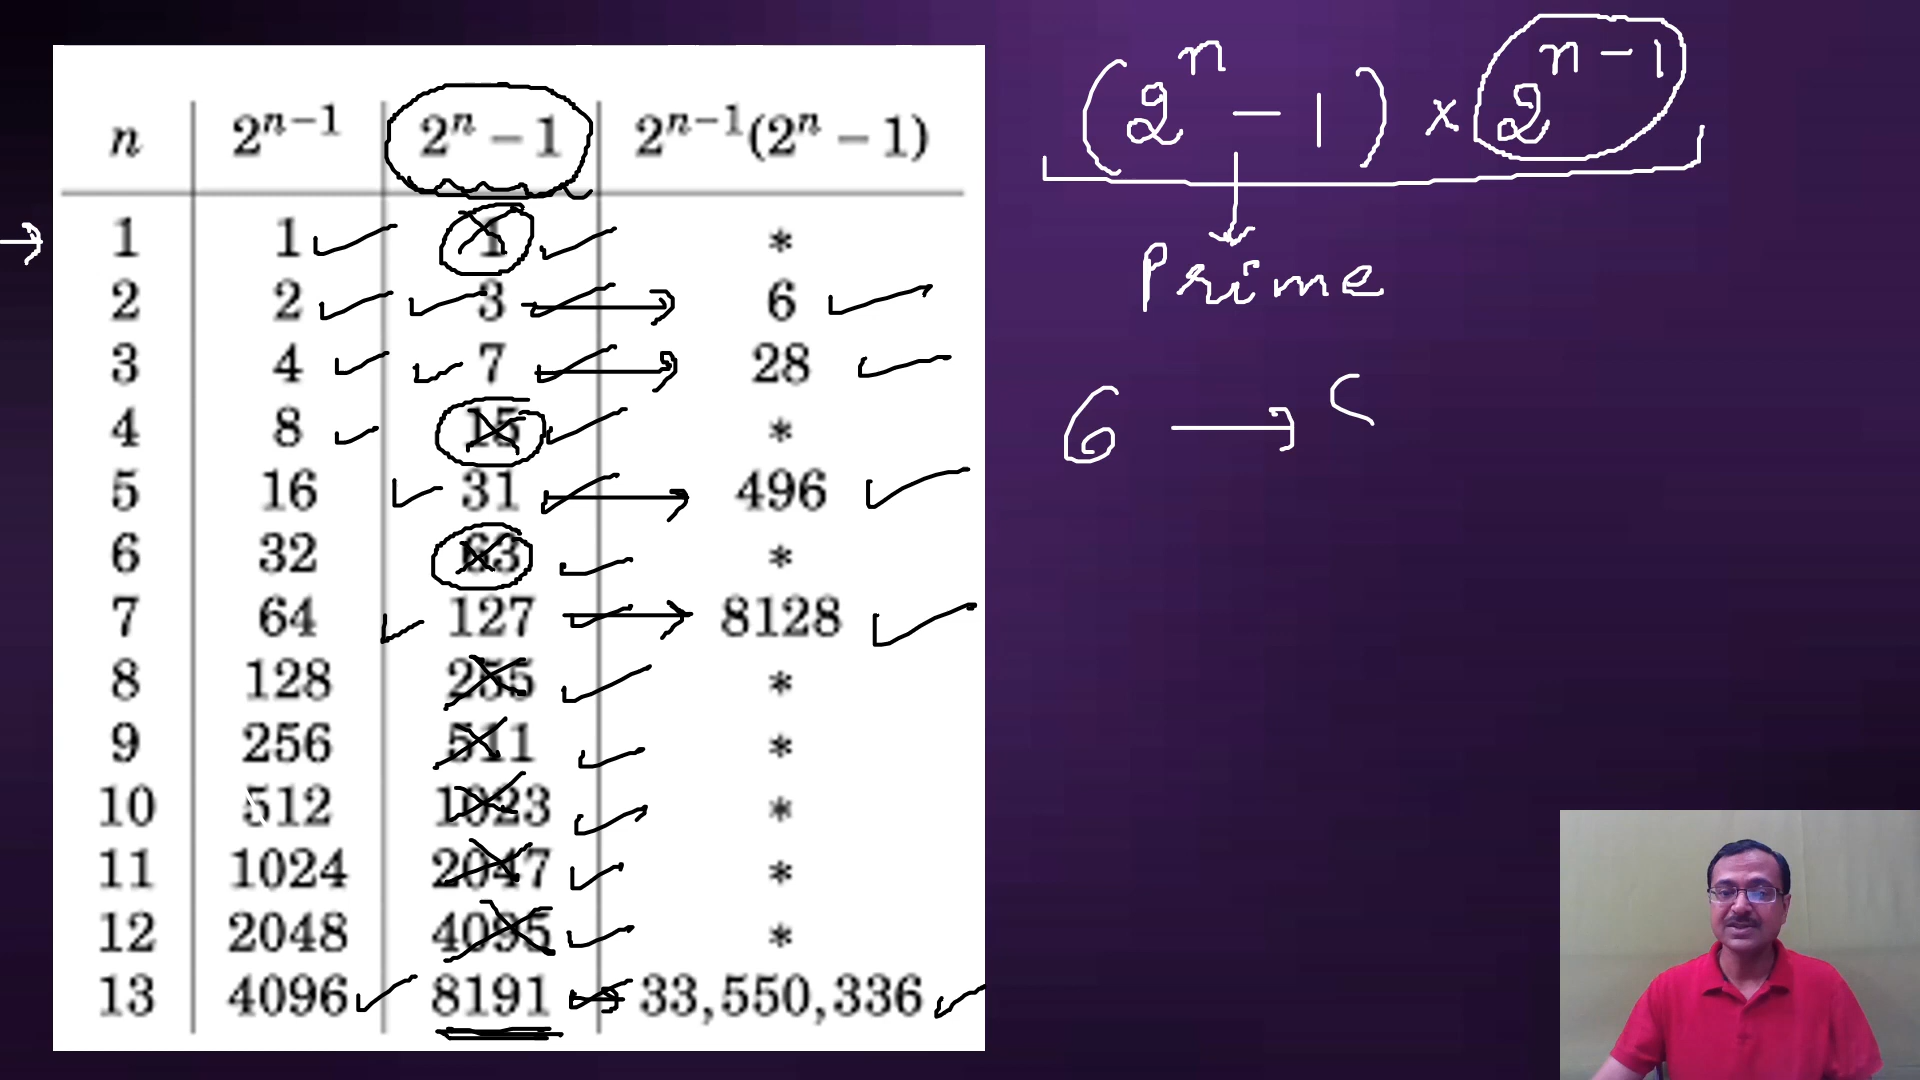 n 2^{n-1} 2^n - 1 2^{n-1}(2^n - 1)
1 1 1 *
2 2 3 6
3 4 7 28
4 8 15 *
5 16 31 496
6 32 63 *
7 64 127 8128
8 128 255 *
9 256 511 *
10 512 1023 *
11 1024 2047 *
12 2048 4095 *
13 4096 8191 33,550,336
(2^n - 1) × 2^{n-1}
Prime
6 →